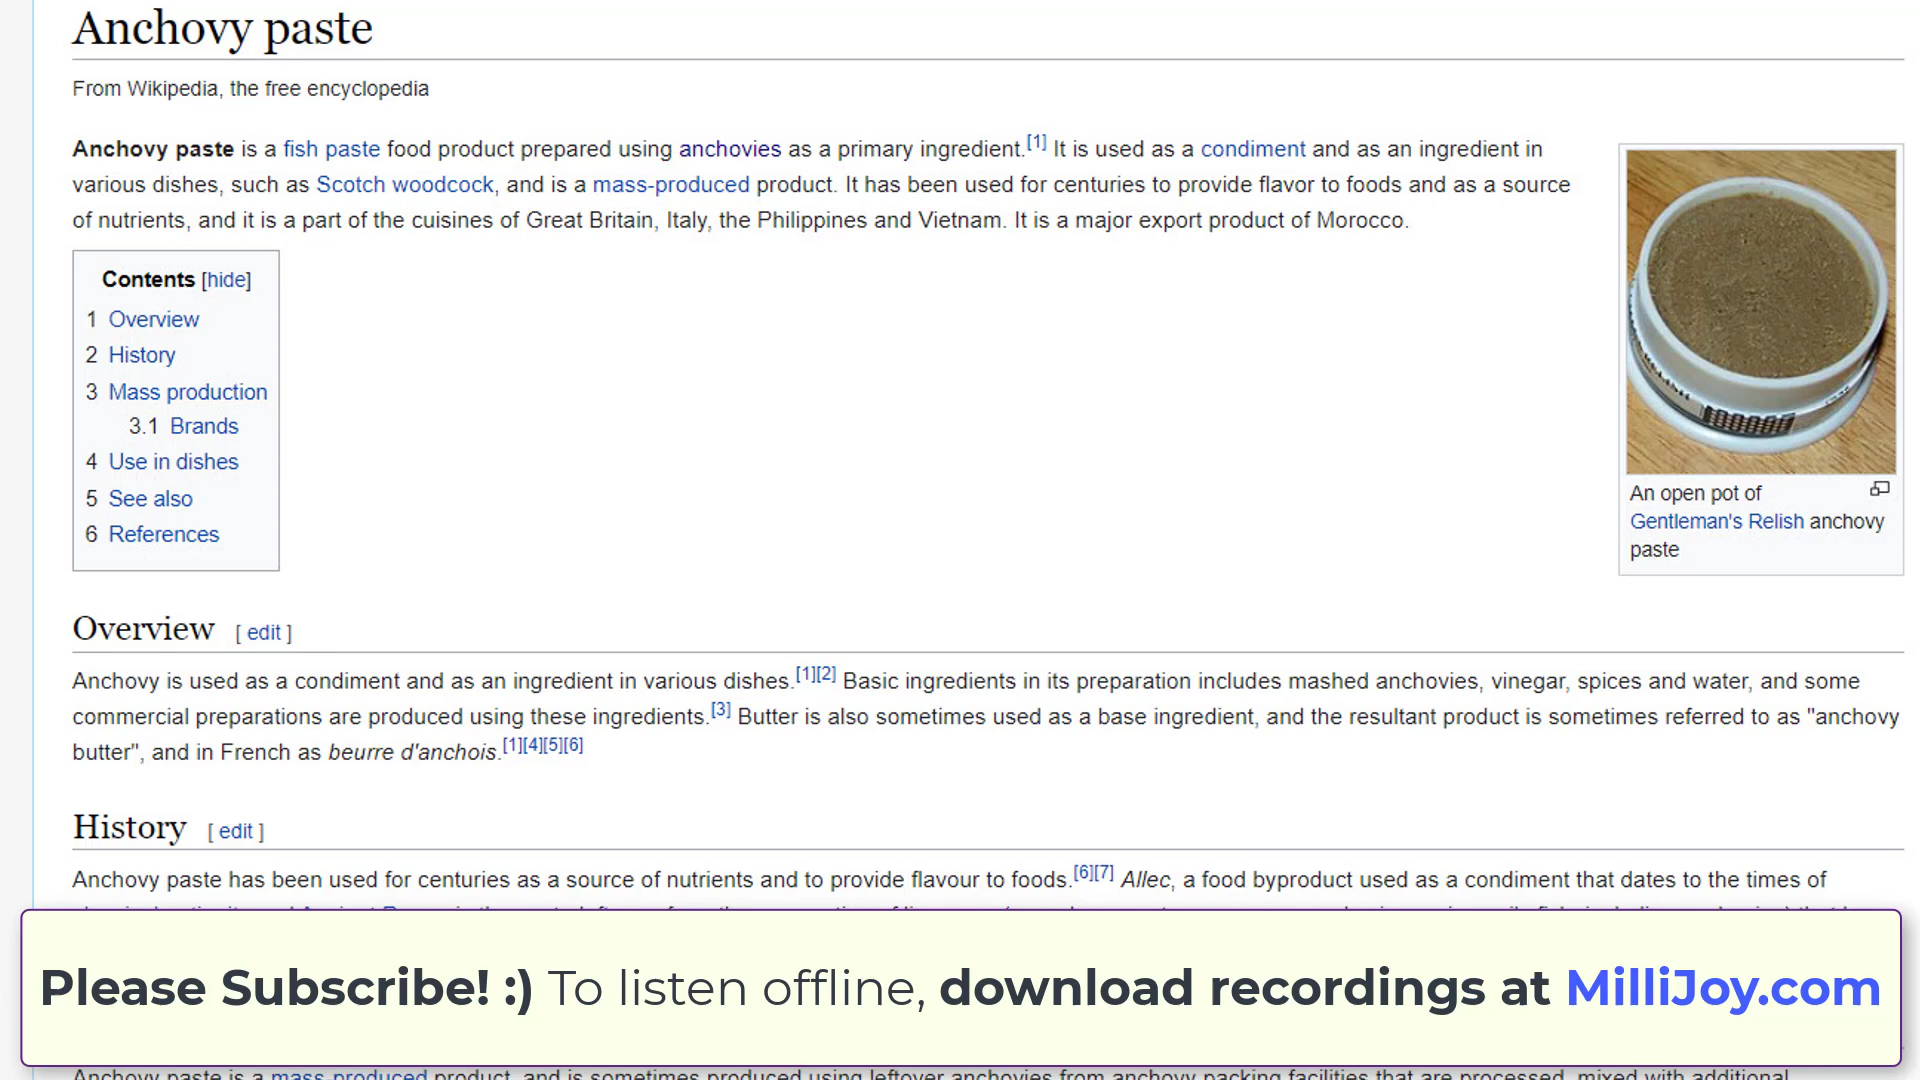 Anchovy paste
From Wikipedia, the free encyclopedia
Anchovy paste is a fish paste food product prepared using anchovies as a primary ingredient.[1] It is used as a condiment and as an ingredient in
various dishes, such as Scotch woodcock, and is a mass-produced product. It has been used for centuries to provide flavor to foods and as a source
of nutrients, and it is a part of the cuisines of Great Britain, Italy, the Philippines and Vietnam. It is a major export product of Morocco.
Contents [hide]
1 Overview
2 History
3 Mass production
3.1 Brands
4 Use in dishes
5 See also
6 References
An open pot of
Gentleman's Relish anchovy
paste
Overview [ edit ]
Anchovy is used as a condiment and as an ingredient in various dishes.[1][2] Basic ingredients in its preparation includes mashed anchovies, vinegar, spices and water, and some
commercial preparations are produced using these ingredients.[3] Butter is also sometimes used as a base ingredient, and the resultant product is sometimes referred to as "anchovy
butter", and in French as beurre d'anchois.[1][4][5][6]
History [ edit ]
Anchovy paste has been used for centuries as a source of nutrients and to provide flavour to foods.[6][7] Allec, a food byproduct used as a condiment that dates to the times of
Please Subscribe! :) To listen offline, download recordings at MilliJoy.com
Anchovy paste is a mass-produced product, and is sometimes produced using leftover anchovies from anchovy packing facilities that are processed, mixed with additional